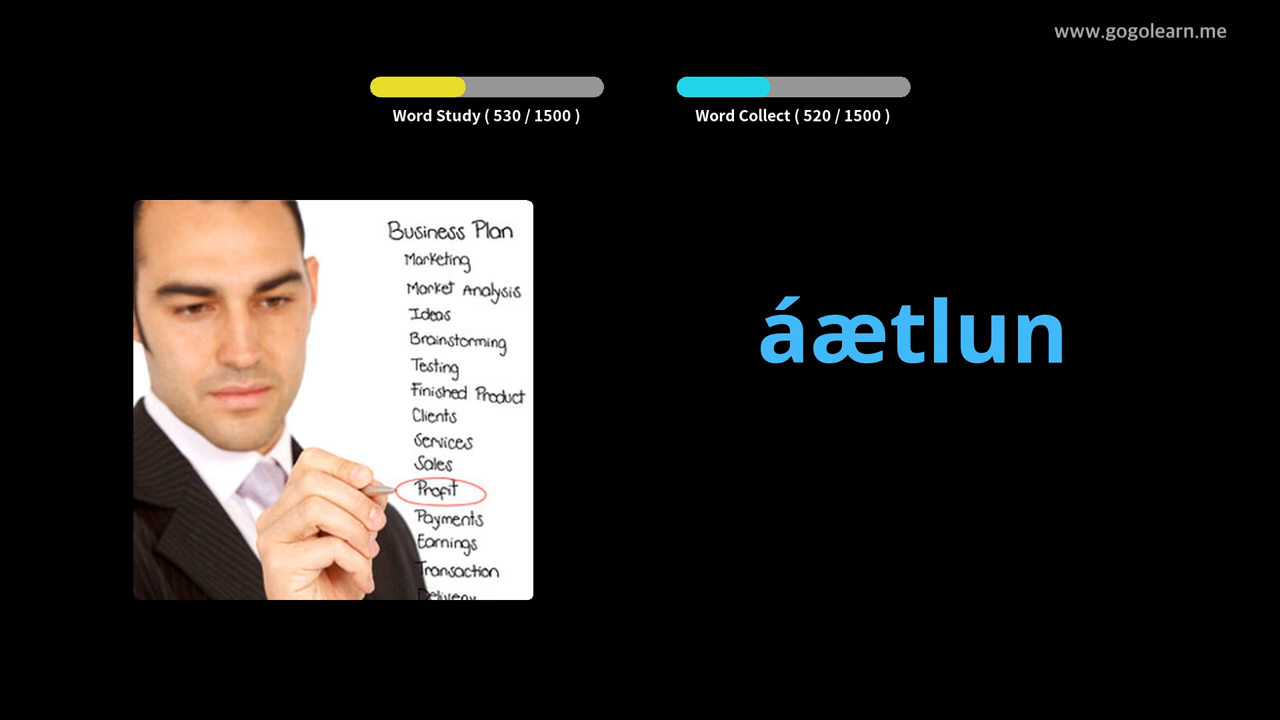 www.gogolearn.me
Word Study ( 530 / 1500 )
Word Collect ( 520 / 1500 )
Business Plan
Marketing
Market Analysis
Ideas
Brainstorming
Testing
Finished Product
Clients
Services
Sales
Profit
Payments
Earnings
Transaction
Delivery
áætlun